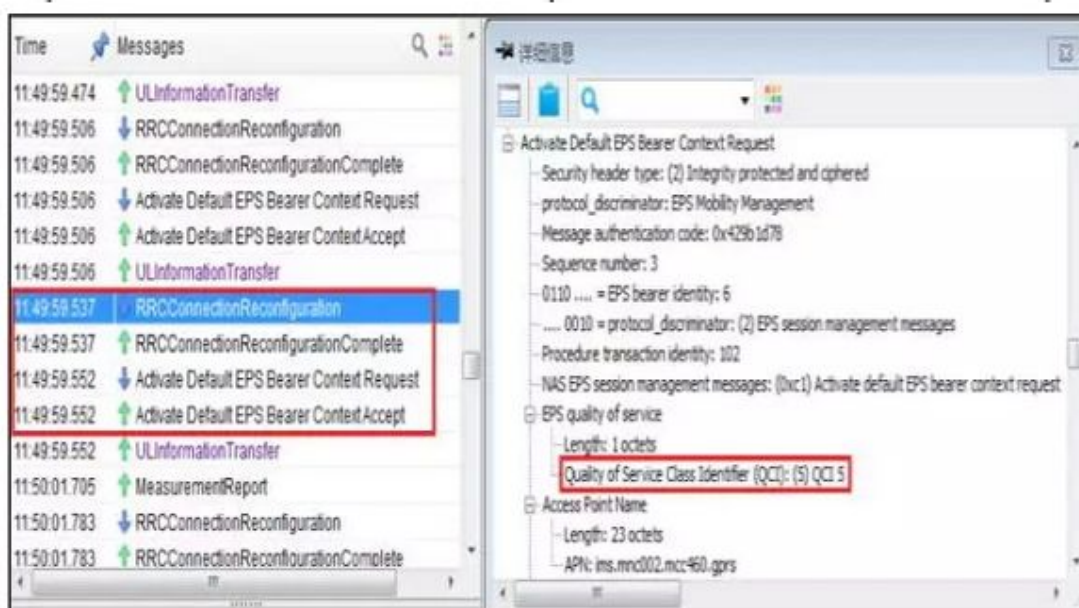 Time Messages
11:49:59.474 ULInformationTransfer
11:49:59.506 RRCConnectionReconfiguration
11:49:59.506 RRCConnectionReconfigurationComplete
11:49:59.506 Activate Default EPS Bearer Context Request
11:49:59.506 Activate Default EPS Bearer Context Accept
11:49:59.506 ULInformationTransfer
11:49:59.537 RRCConnectionReconfiguration
11:49:59.537 RRCConnectionReconfigurationComplete
11:49:59.552 Activate Default EPS Bearer Context Request
11:49:59.552 Activate Default EPS Bearer Context Accept
11:49:59.552 ULInformationTransfer
11:50:01.705 MeasurementReport
11:50:01.783 RRCConnectionReconfiguration
11:50:01.783 RRCConnectionReconfigurationComplete
详细信息
Activate Default EPS Bearer Context Request
Security header type: (2) Integrity protected and ciphered
protocol_discriminator: EPS Mobility Management
Message authentication code: 0x429b1d78
Sequence number: 3
0110 .... = EPS bearer identity: 6
.... 0010 = protocol_discriminator: (2) EPS session management messages
Procedure transaction identity: 102
NAS EPS session management messages: (0xc1) Activate default EPS bearer context request
EPS quality of service
Length: 1 octets
Quality of Service Class Identifier (QCI): (5) QCI 5
Access Point Name
Length: 23 octets
APN: ims.mnc002.mcc460.gprs